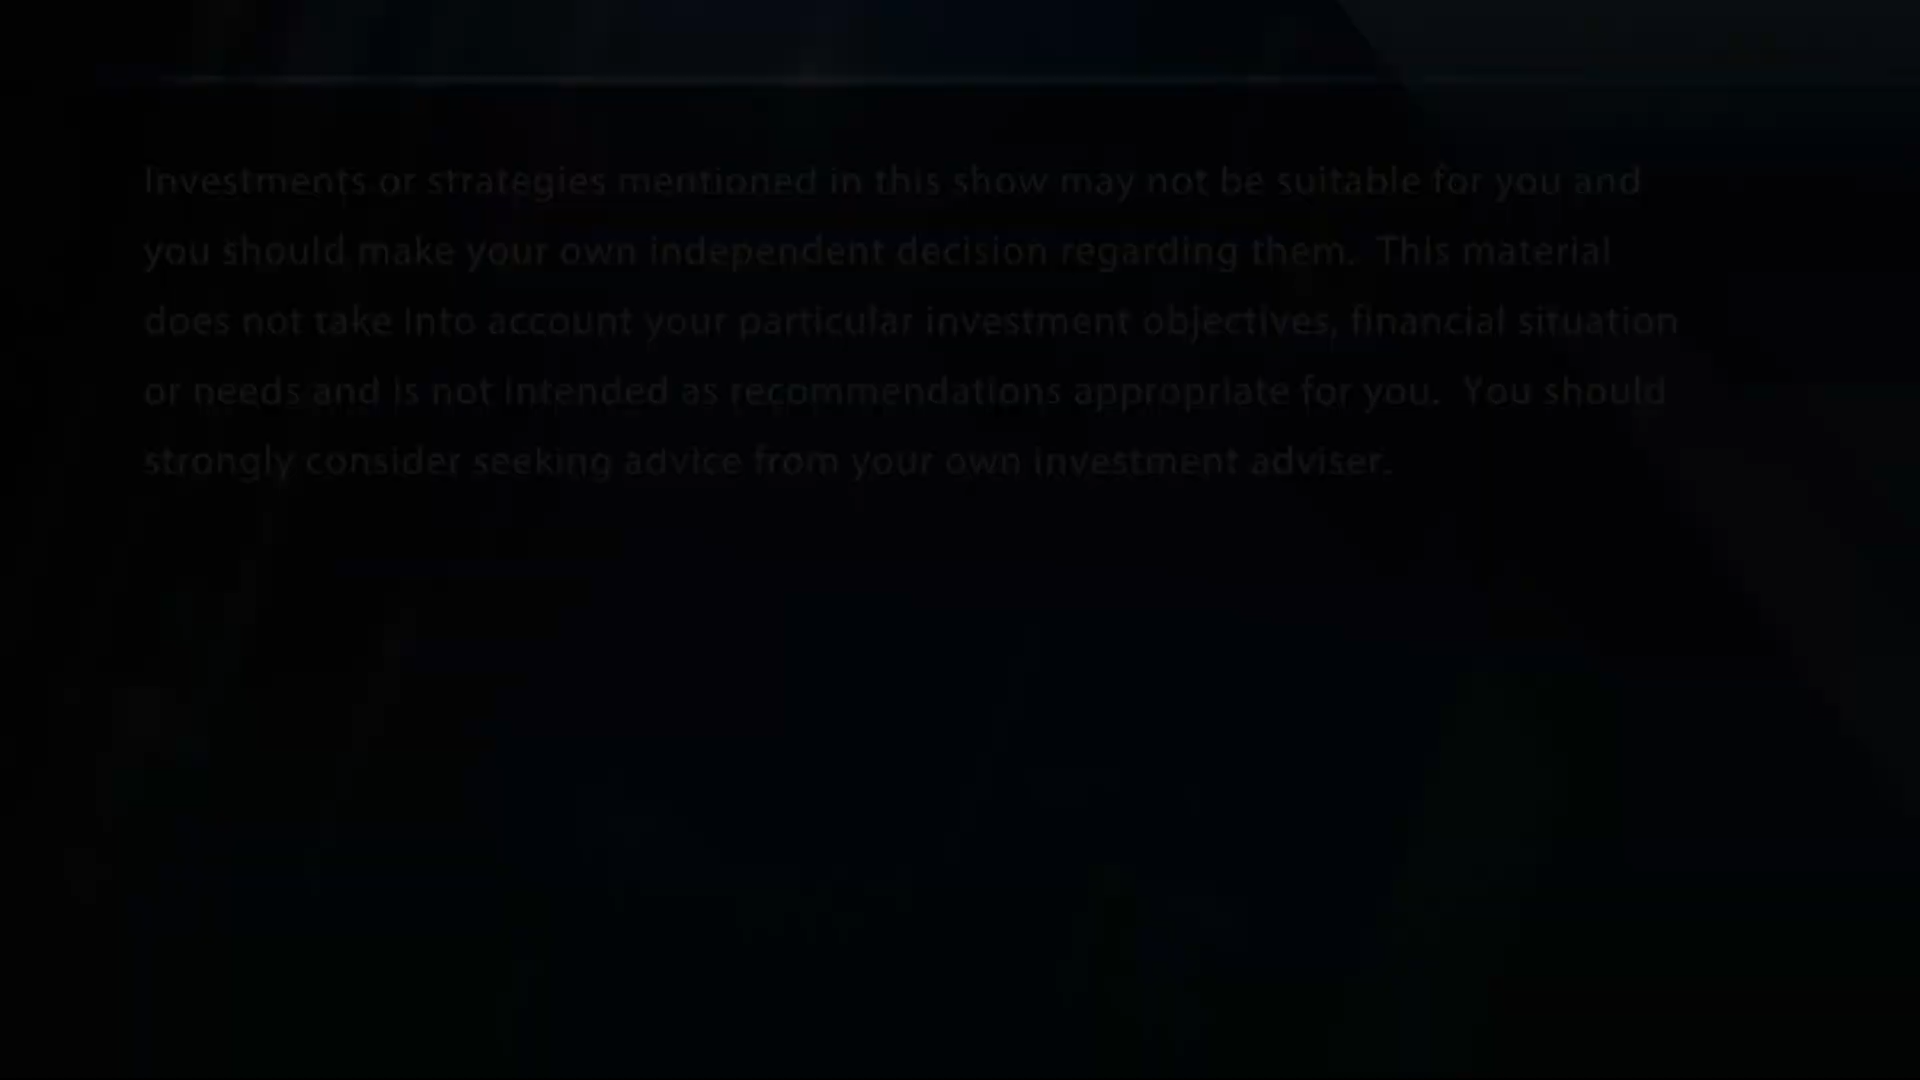 Investments or strategies mentioned in this show may not be suitable for you and
you should make your own independent decision regarding them. This material
does not take into account your particular investment objectives, financial situation
or needs and is not intended as recommendations appropriate for you. You should
strongly consider seeking advice from your own investment adviser.